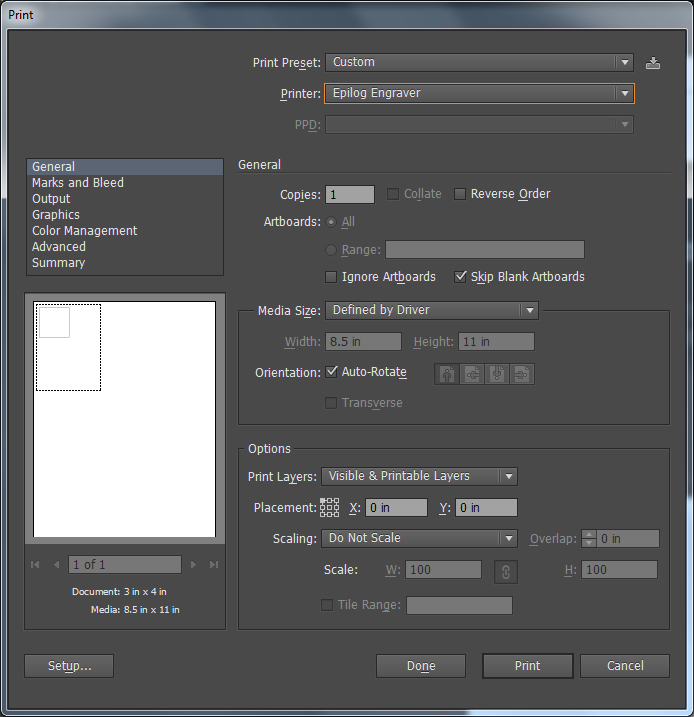 Print
Print Preset: Custom
Printer: Epilog Engraver
PPD:
General
Marks and Bleed
Output
Graphics
Color Management
Advanced
Summary
General
Copies: 1 Collate Reverse Order
Artboards: All
Range:
Ignore Artboards Skip Blank Artboards
Media Size: Defined by Driver
Width: 8.5 in Height: 11 in
Orientation: Auto-Rotate
Transverse
Options
Print Layers: Visible & Printable Layers
Placement: X: 0 in Y: 0 in
Scaling: Do Not Scale Overlap: 0 in
Scale: W: 100 H: 100
Tile Range:
1 of 1
Document: 3 in x 4 in
Media: 8.5 in x 11 in
Setup... Done Print Cancel